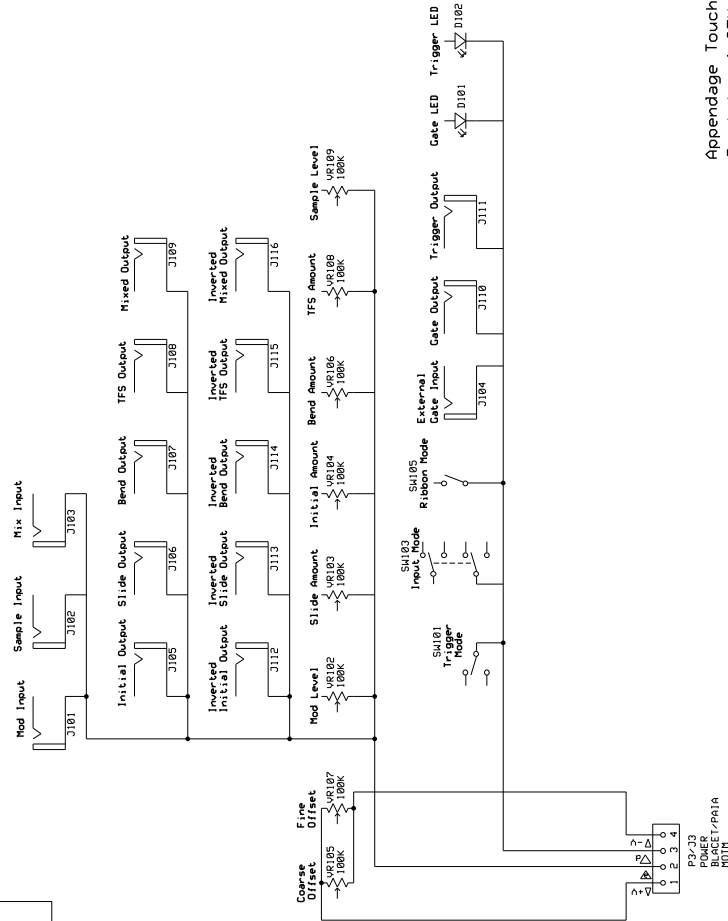 Mod Input
J101
Sample Input
J102
Mix Input
J103
Initial Output
J105
Slide Output
J106
Bend Output
J107
TFS Output
J108
Mixed Output
J109
Inverted
Initial Output
J112
Inverted
Slide Output
J113
Inverted
Bend Output
J114
Inverted
TFS Output
J115
Inverted
Mixed Output
J116
Coarse
Offset
VR105
100K
Fine
Offset
VR107
100K
Mod Level
VR102
100K
Slide Amount
VR103
100K
Initial Amount
VR104
100K
Bend Amount
VR106
100K
TFS Amount
VR108
100K
Sample Level
VR109
100K
SW101
Trigger
Mode
SW103
Input Mode
SW105
Ribbon Mode
External
Gate Input
J104
Gate Output
J110
Trigger Output
J111
Gate LED
D101
Trigger LED
D102
V+
P
V-
1
2
3
4
P3/J3
POWER
BLACET/PAIA
MOTM
Appendage Touch